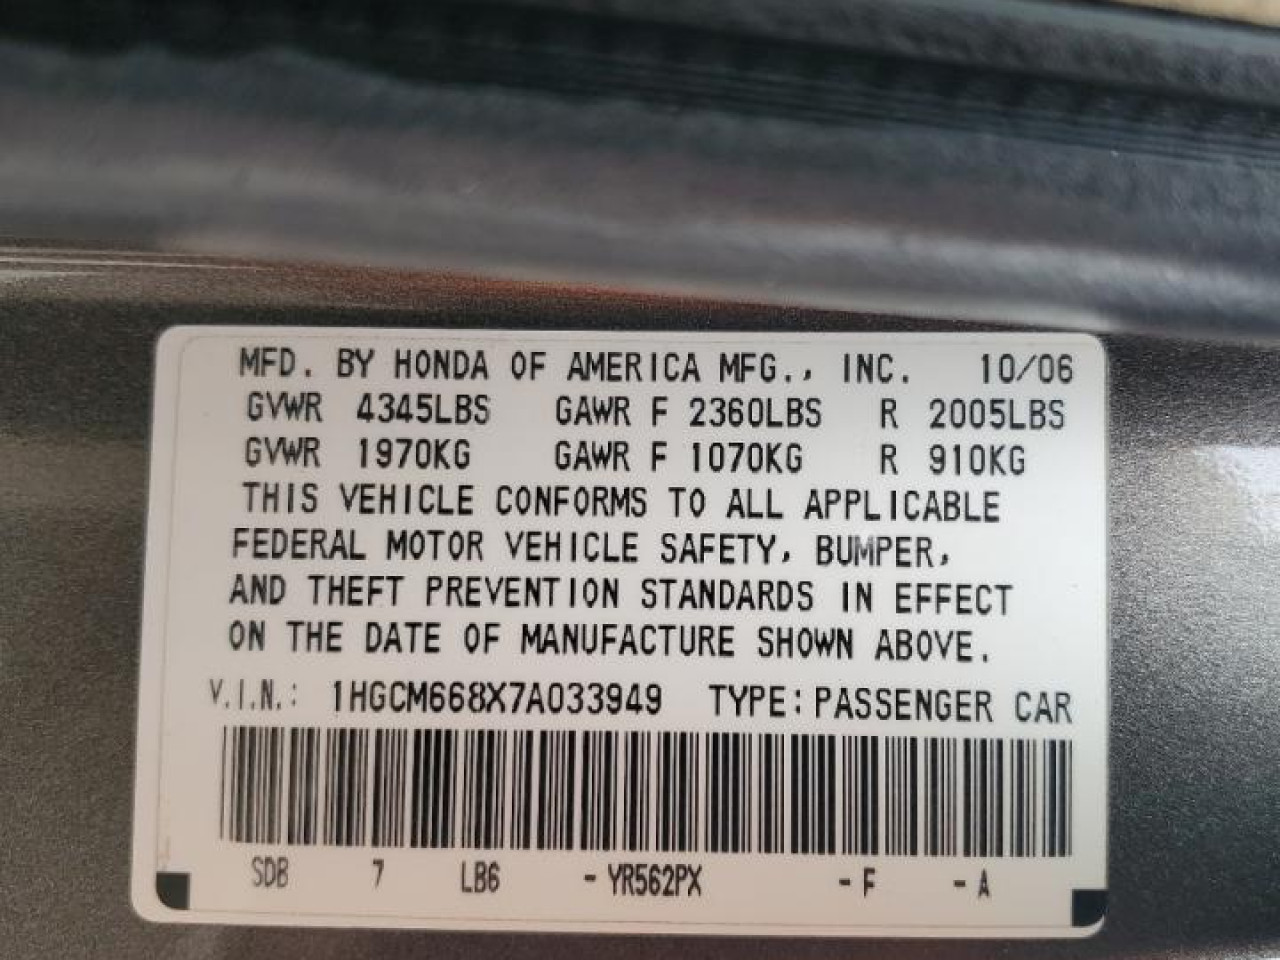 MFD. BY HONDA OF AMERICA MFG., INC. 10/06
GVWR 4345LBS GAWR F 2360LBS R 2005LBS
GVWR 1970KG GAWR F 1070KG R 910KG
THIS VEHICLE CONFORMS TO ALL APPLICABLE
FEDERAL MOTOR VEHICLE SAFETY, BUMPER,
AND THEFT PREVENTION STANDARDS IN EFFECT
ON THE DATE OF MANUFACTURE SHOWN ABOVE.
V.I.N.: 1HGCM668X7A033949 TYPE: PASSENGER CAR
SDB 7 LB6 - YR562PX - F - A